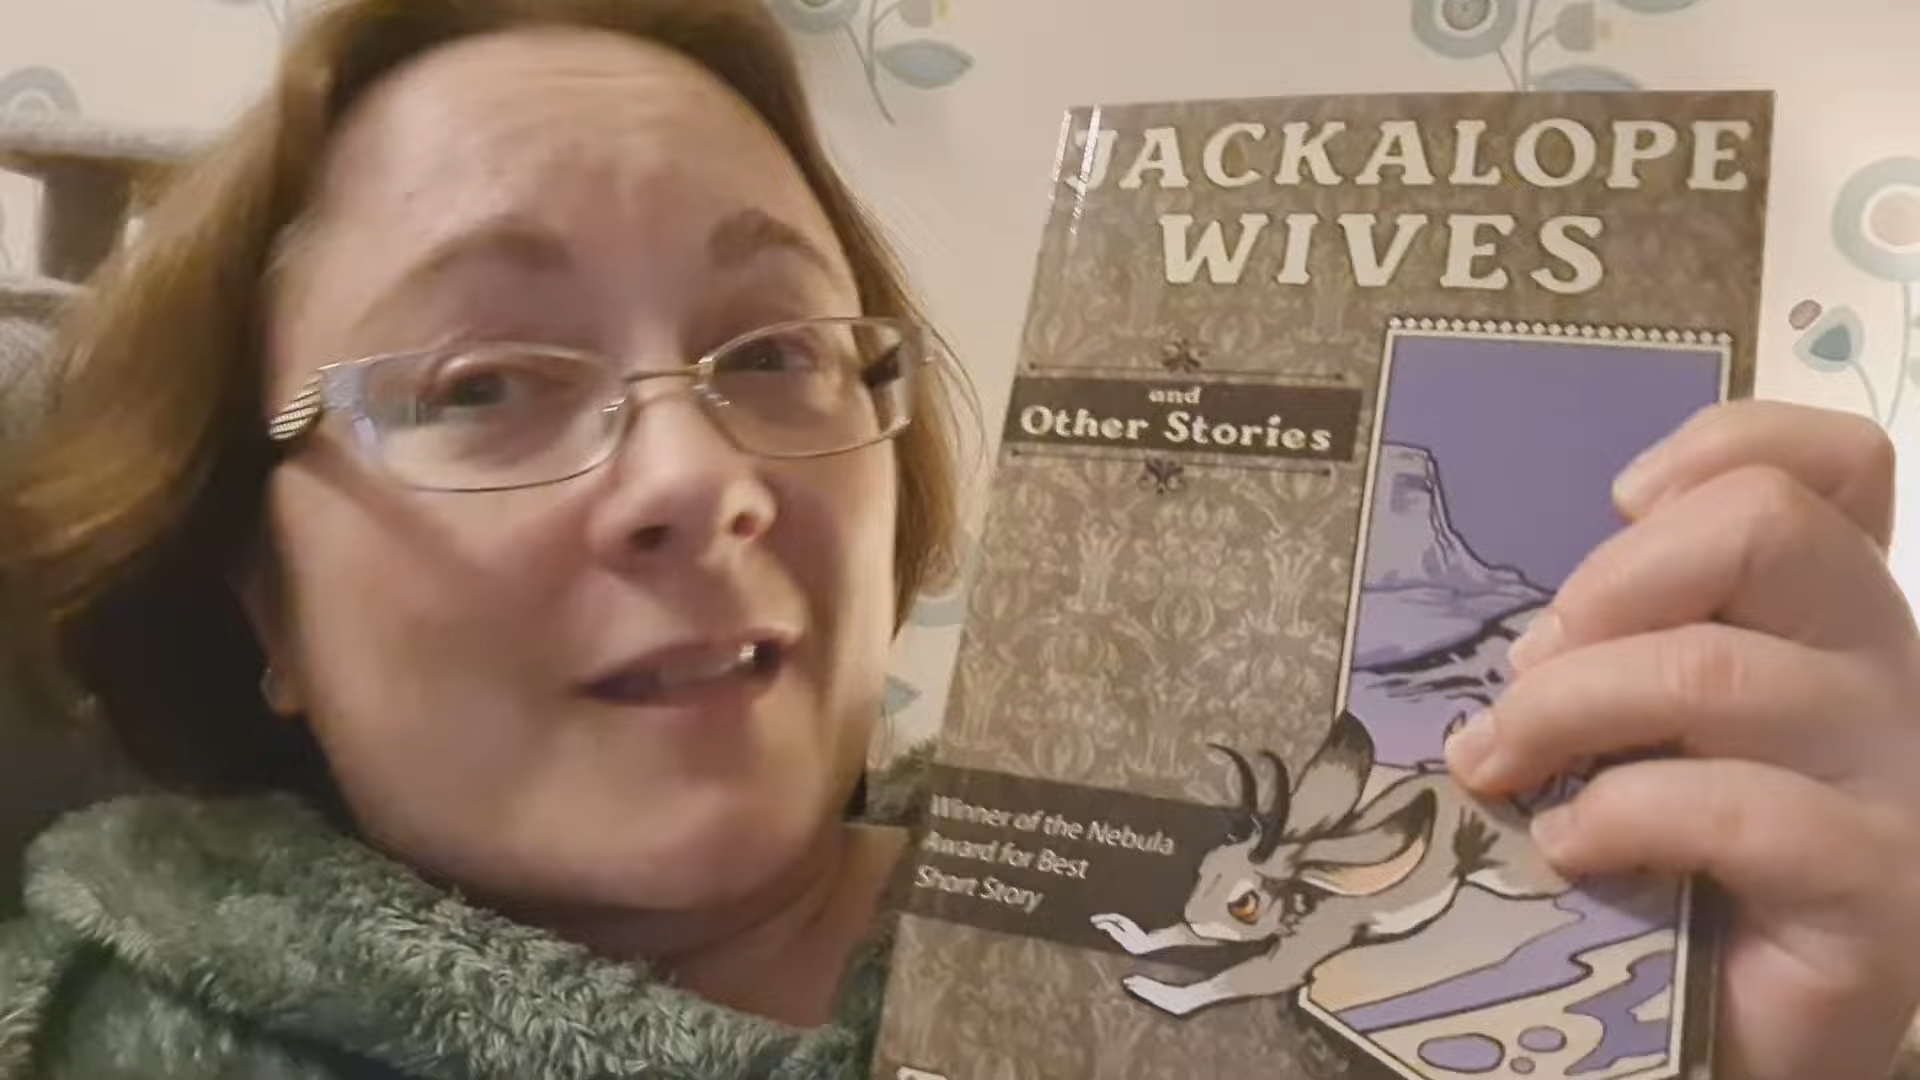 JACKALOPE
WIVES
and
Other Stories
Winner of the Nebula
Award for Best
Short Story